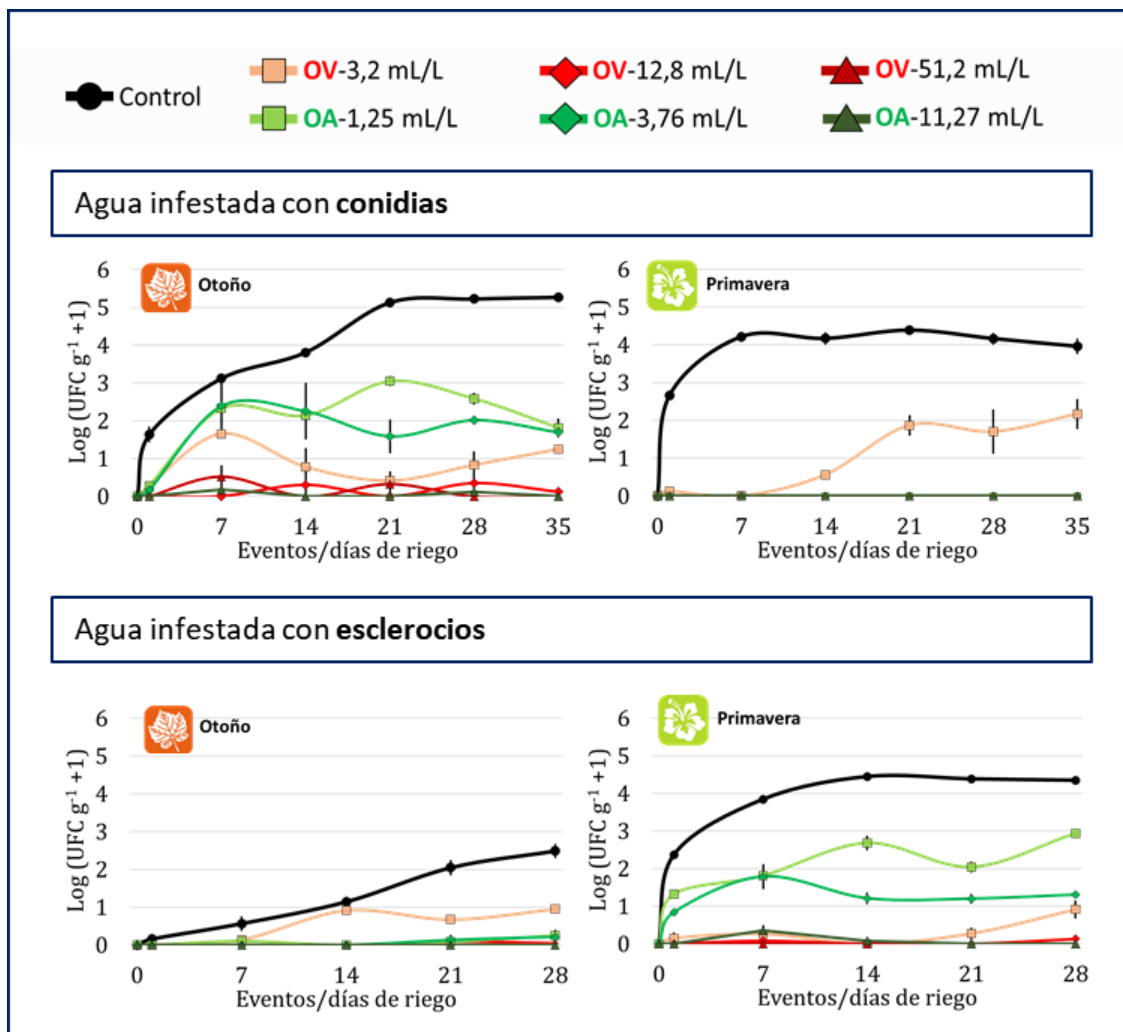 Control
OV-3,2 mL/L
OV-12,8 mL/L
OV-51,2 mL/L
OA-1,25 mL/L
OA-3,76 mL/L
OA-11,27 mL/L
Agua infestada con conidias
Otoño
Log (UFC g⁻¹ +1)
6
5
4
3
2
1
0
0 7 14 21 28 35
Eventos/días de riego
Primavera
Log (UFC g⁻¹ +1)
6
5
4
3
2
1
0
0 7 14 21 28 35
Eventos/días de riego
Agua infestada con esclerocios
Otoño
Log (UFC g⁻¹ +1)
6
5
4
3
2
1
0
0 7 14 21 28
Eventos/días de riego
Primavera
Log (UFC g⁻¹ +1)
6
5
4
3
2
1
0
0 7 14 21 28
Eventos/días de riego